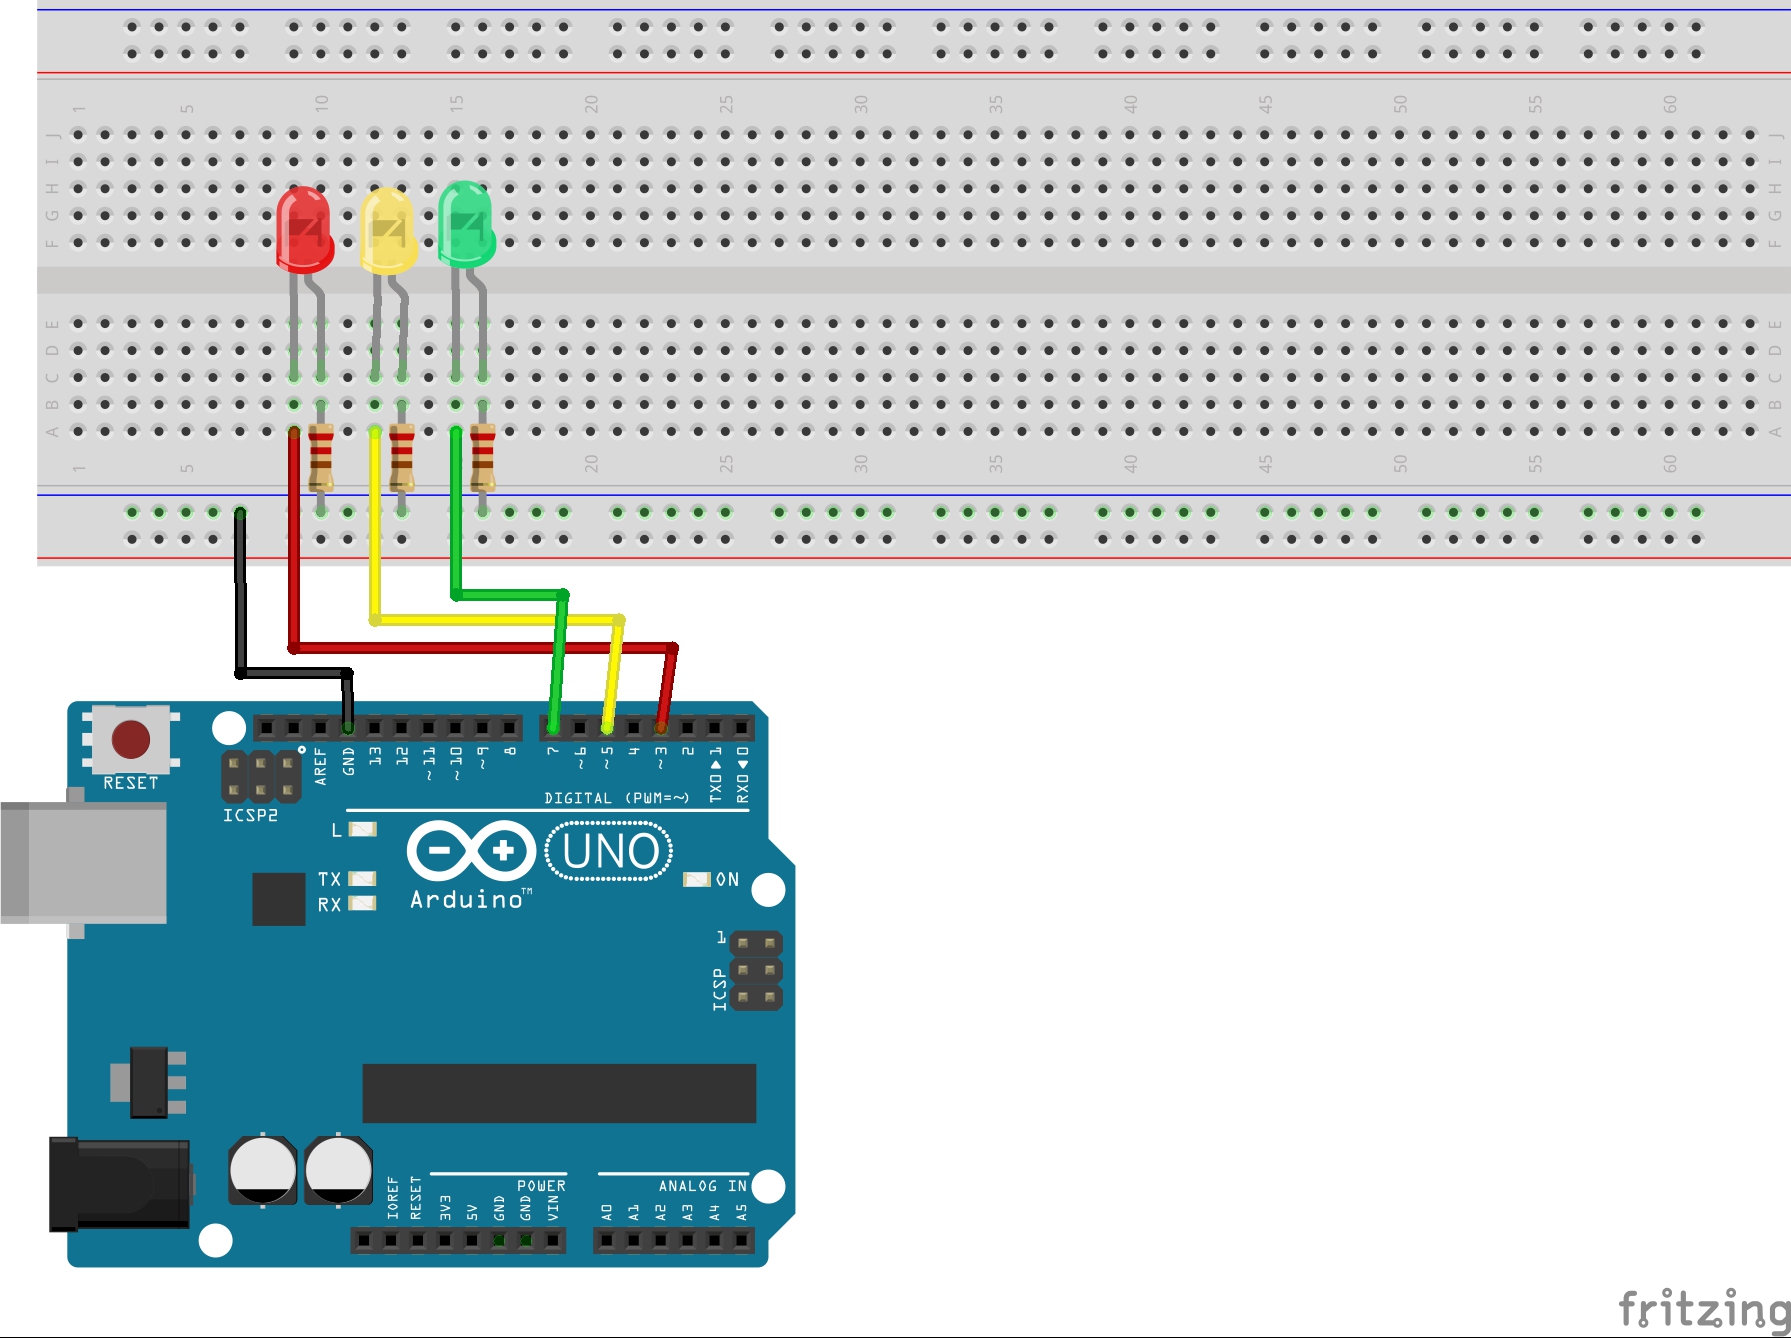 1 5 10 15 20 25 30 35 40 45 50 55 60
J J
I I
H H
G G
F F
E E
D D
C C
B B
A A
1 5 20 25 30 35 40 45 50 55 60
RESET
AREF GND 13 12 ~11 ~10 ~9 8 7 ~6 ~5 4 ~3 2 TX0▶1 RX0◀0
DIGITAL (PWM=~)
ICSP2
L
TX
RX
UNO
ON
Arduino™
1
ICSP
POWER
ANALOG IN
IOREF RESET 3V3 5V GND GND VIN A0 A1 A2 A3 A4 A5
fritzing